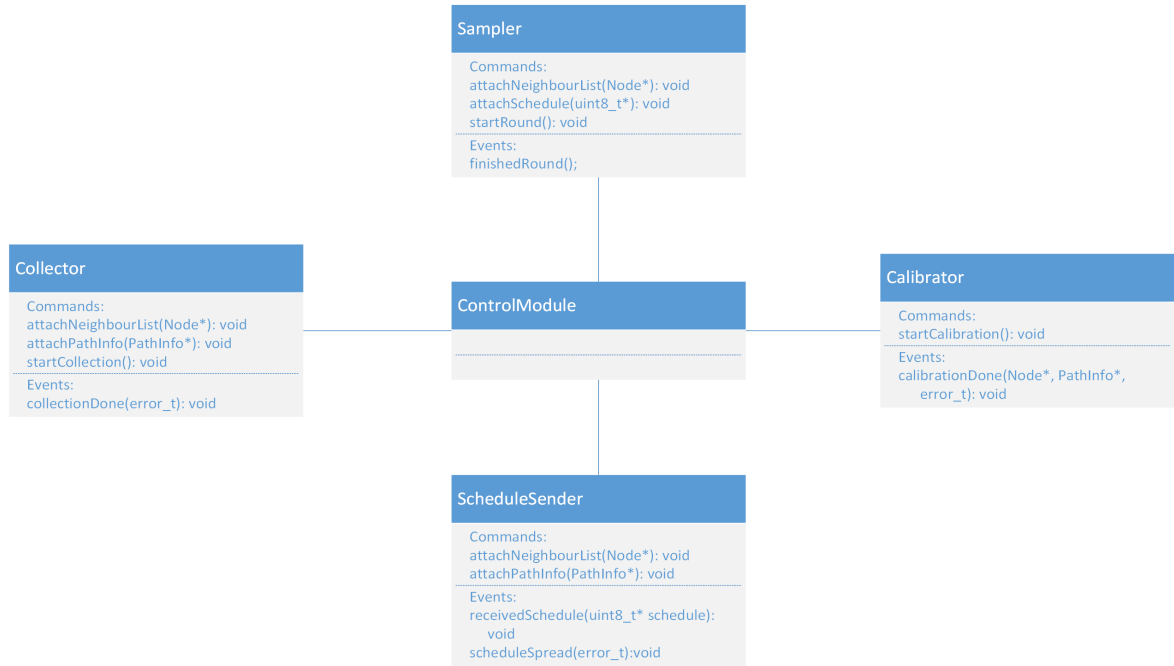 Sampler
Commands:
attachNeighbourList(Node*): void
attachSchedule(uint8_t*): void
startRound(): void
Events:
finishedRound();
Collector
Commands:
attachNeighbourList(Node*): void
attachPathInfo(PathInfo*): void
startCollection(): void
Events:
collectionDone(error_t): void
ControlModule
Calibrator
Commands:
startCalibration(): void
Events:
calibrationDone(Node*, PathInfo*,
error_t): void
ScheduleSender
Commands:
attachNeighbourList(Node*): void
attachPathInfo(PathInfo*): void
Events:
receivedSchedule(uint8_t* schedule):
void
scheduleSpread(error_t):void